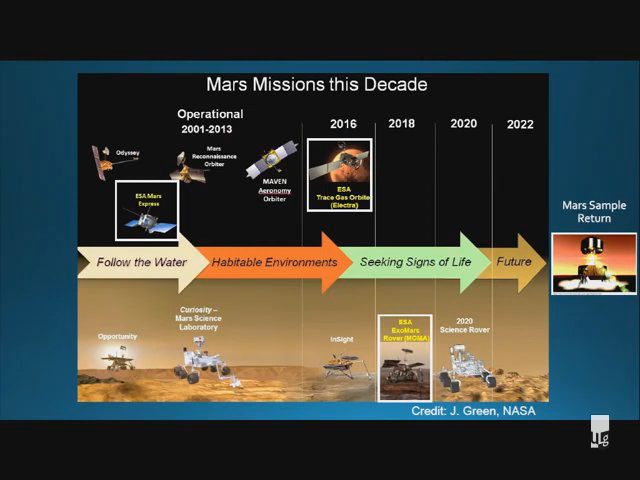 Mars Missions this Decade
Operational
2001-2013
2016
2018
2020
2022
Odyssey
Mars
Reconnaissance
Orbiter
MAVEN
Aeronomy
Orbiter
ESA
Trace Gas Orbiter
(Electra)
ESA Mars
Express
Mars Sample
Return
Follow the Water
Habitable Environments
Seeking Signs of Life
Future
Opportunity
Curiosity –
Mars Science
Laboratory
InSight
ESA
ExoMars
Rover (MOMA)
2020
Science Rover
Credit: J. Green, NASA